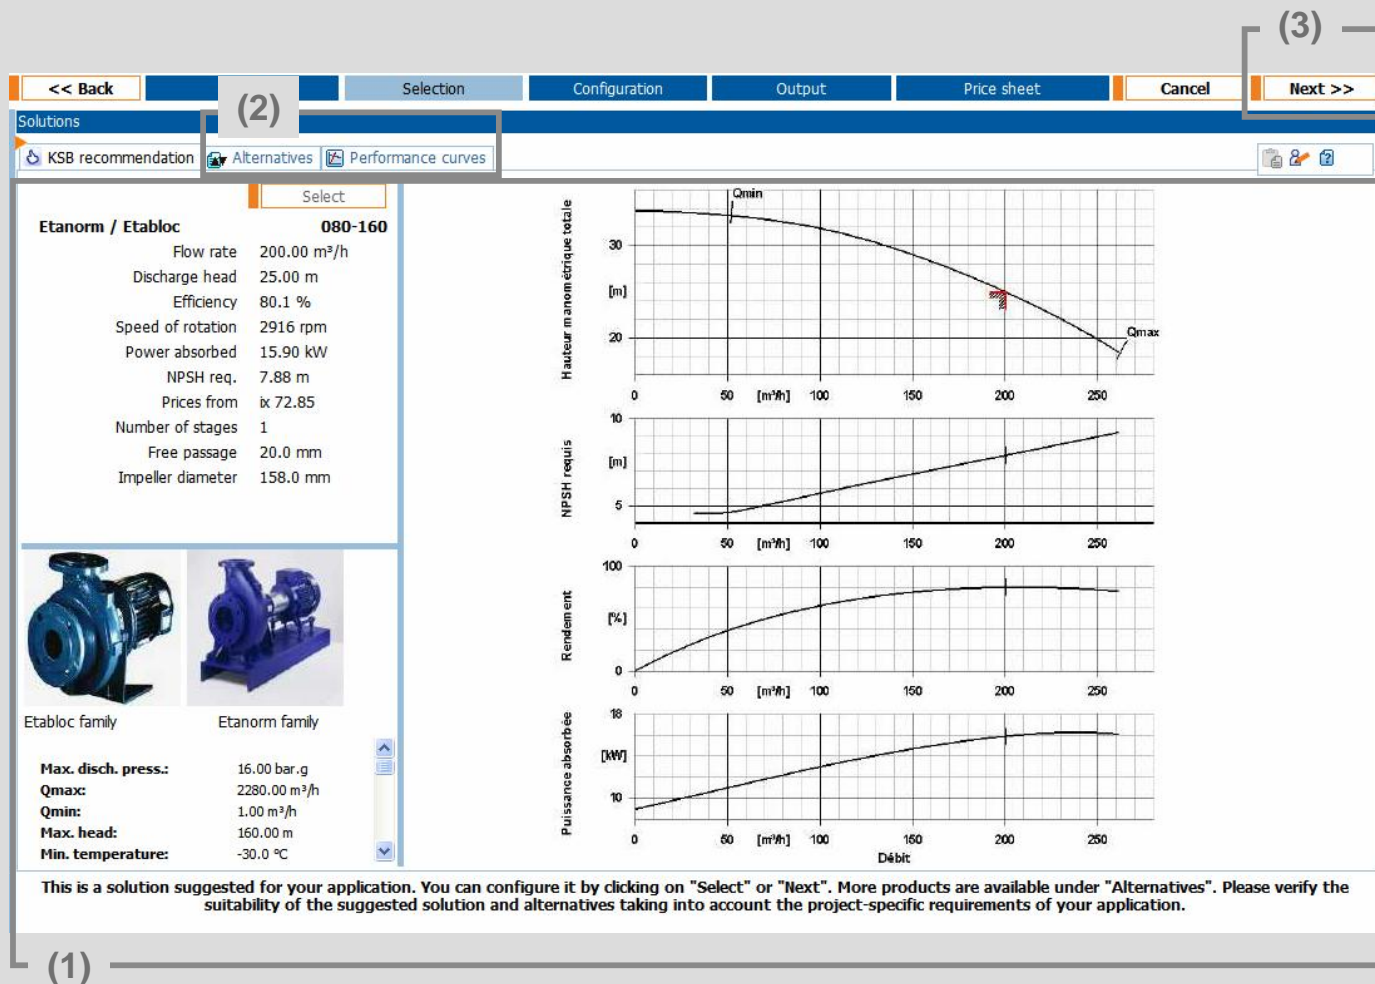 (3)
<< Back
Selection
Configuration
Output
Price sheet
Cancel
Next >>
(2)
Solutions
KSB recommendation
Alternatives
Performance curves
Select
Etanorm / Etabloc 080-160
Flow rate 200.00 m³/h
Discharge head 25.00 m
Efficiency 80.1 %
Speed of rotation 2916 rpm
Power absorbed 15.90 kW
NPSH req. 7.88 m
Prices from ix 72.85
Number of stages 1
Free passage 20.0 mm
Impeller diameter 158.0 mm
Etabloc family
Etanorm family
Max. disch. press.: 16.00 bar.g
Qmax: 2280.00 m³/h
Qmin: 1.00 m³/h
Max. head: 160.00 m
Min. temperature: -30.0 ºC
Hauteur manométrique totale
[m]
30
20
Qmin
Qmax
0 50 [m³/h] 100 150 200 250
NPSH requis
10
[m]
5
0 50 [m³/h] 100 150 200 250
Rendement
100
[%]
0
0 50 [m³/h] 100 150 200 250
Puissance absorbée
18
[kW]
10
0 50 [m³/h] 100 150 200 250
Débit
This is a solution suggested for your application. You can configure it by clicking on "Select" or "Next". More products are available under "Alternatives". Please verify the
suitability of the suggested solution and alternatives taking into account the project-specific requirements of your application.
(1)